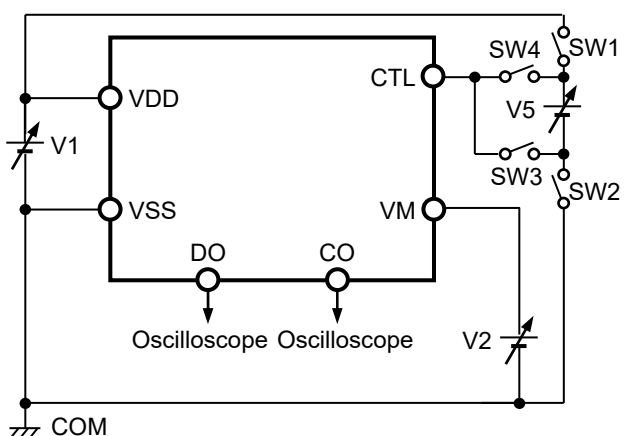 SW1
SW4
CTL
VDD
V5
V1
SW3
SW2
VSS
VM
DO
CO
Oscilloscope Oscilloscope
V2
COM